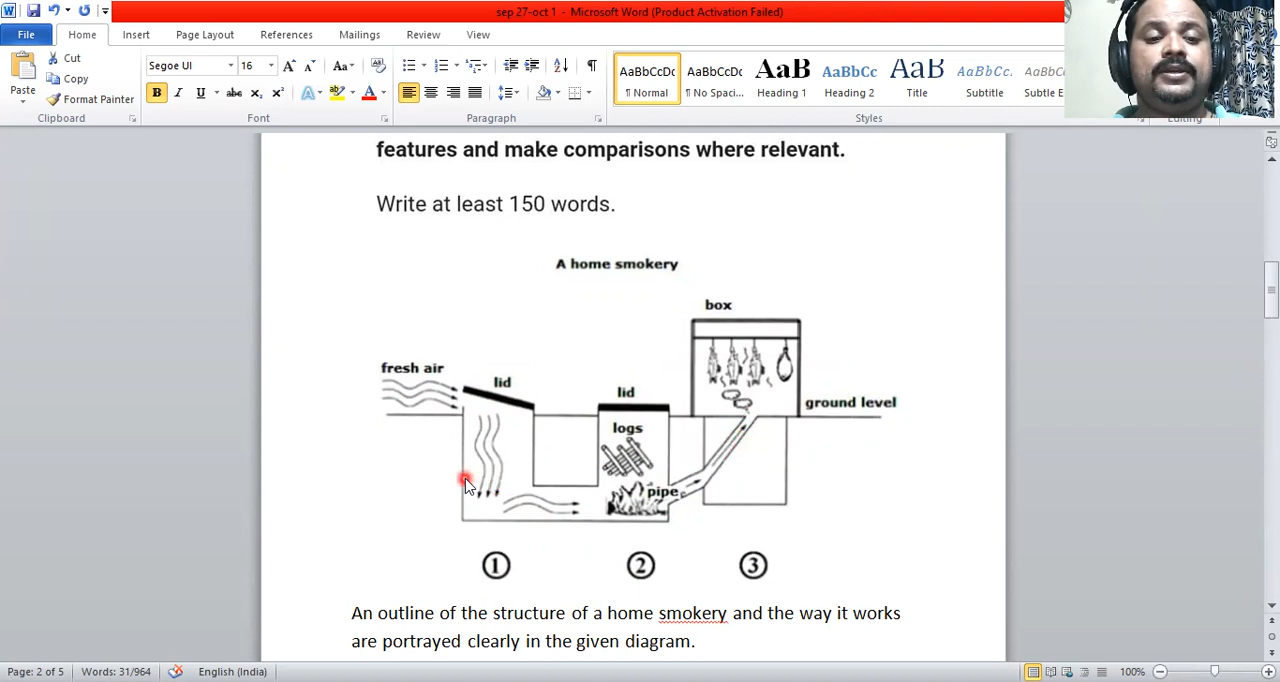 sep 27-oct 1 - Microsoft Word (Product Activation Failed)
File Home Insert Page Layout References Mailings Review View
Paste
Cut
Copy
Format Painter
Clipboard
Segoe UI 16
Font
Paragraph
AaBbCcDc AaBbCcDc AaB AaBbCc AaB AaBbCc. AaBbCc
¶ Normal ¶ No Spaci... Heading 1 Heading 2 Title Subtitle Subtle E
Styles
Editing
features and make comparisons where relevant.
Write at least 150 words.
A home smokery
box
fresh air
lid
lid
ground level
logs
pipe
1 2 3
An outline of the structure of a home smokery and the way it works
are portrayed clearly in the given diagram.
Page: 2 of 5 Words: 31/964 English (India) 100%